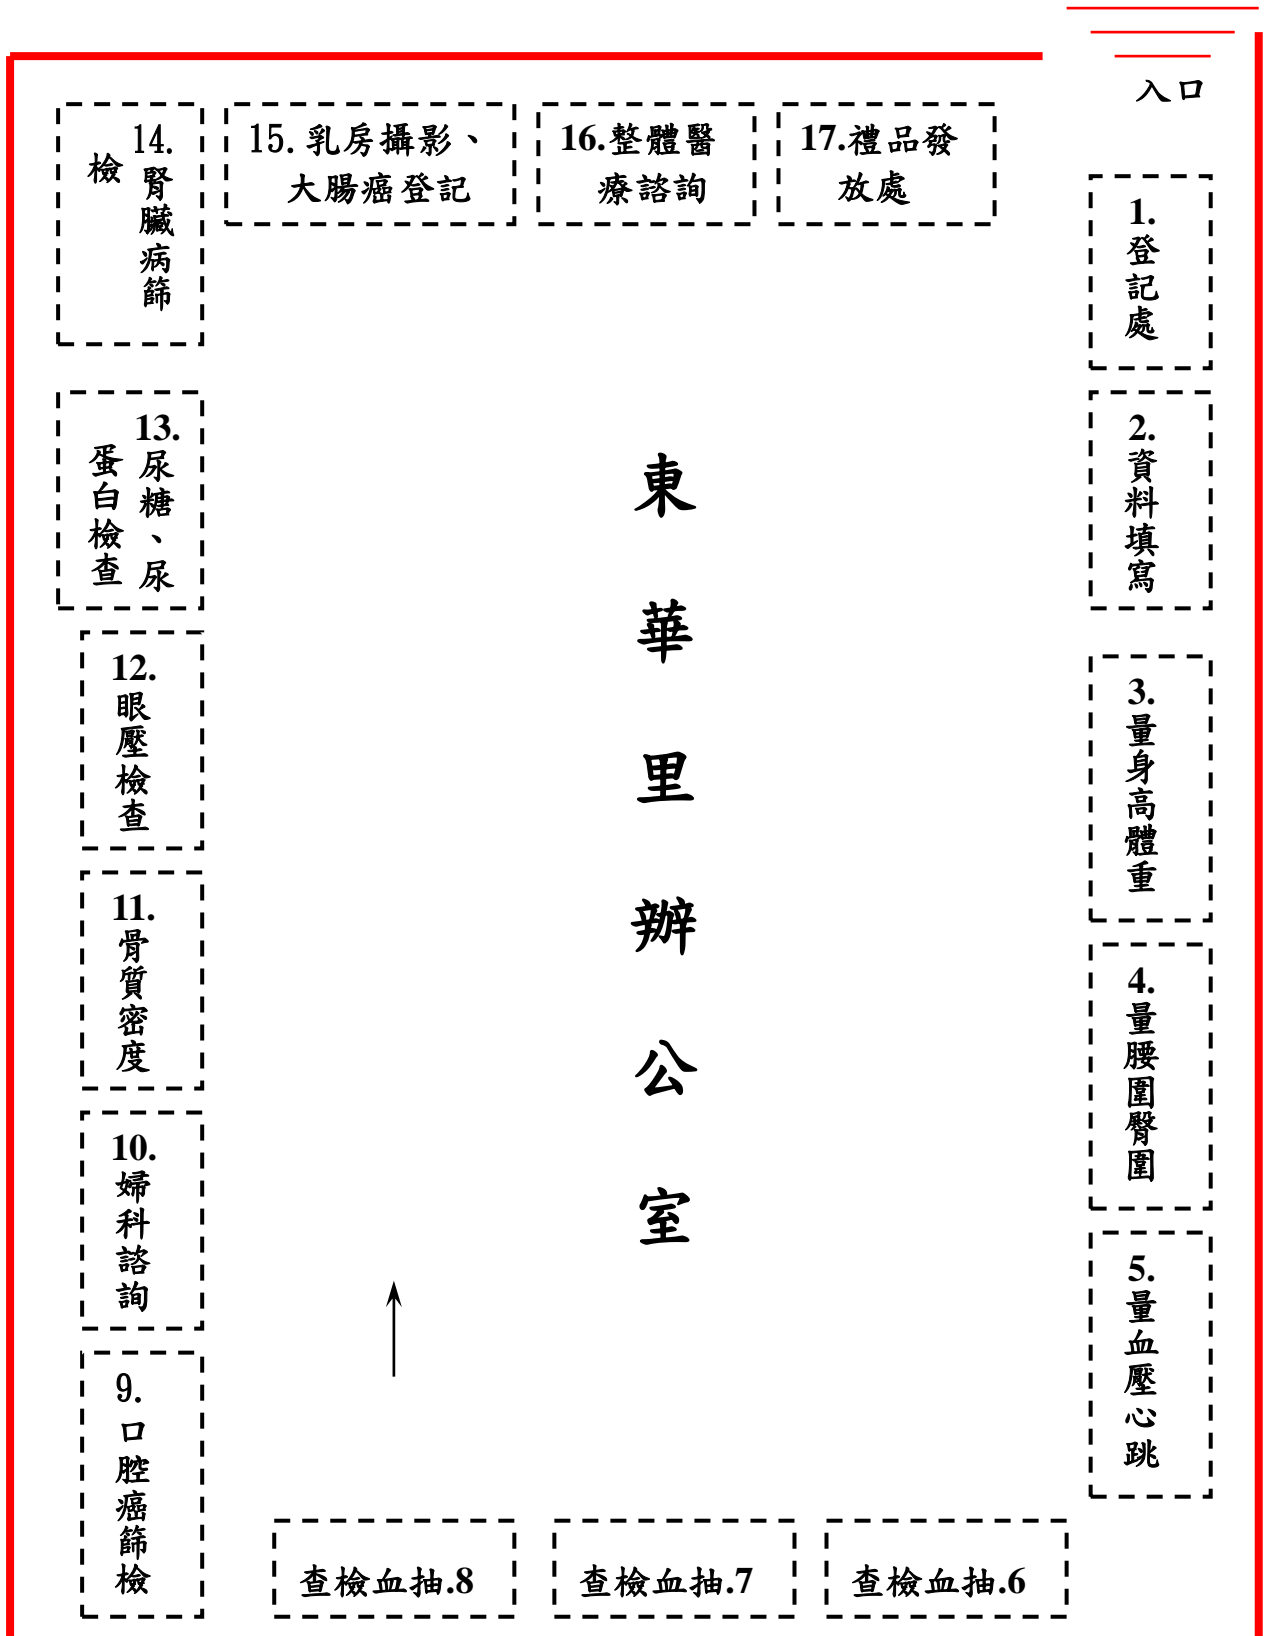 入口
1.登記處
2.資料填寫
3.量身高體重
4.量腰圍臀圍
5.量血壓心跳
6.抽血檢查
7.抽血檢查
8.抽血檢查
9.口腔癌篩檢
10.婦科諮詢
11.骨質密度
12.眼壓檢查
13.尿糖、尿
蛋白檢查
14.腎臟病篩
檢
15.乳房攝影、
大腸癌登記
16.整體醫
療諮詢
17.禮品發
放處
東華里辦公室